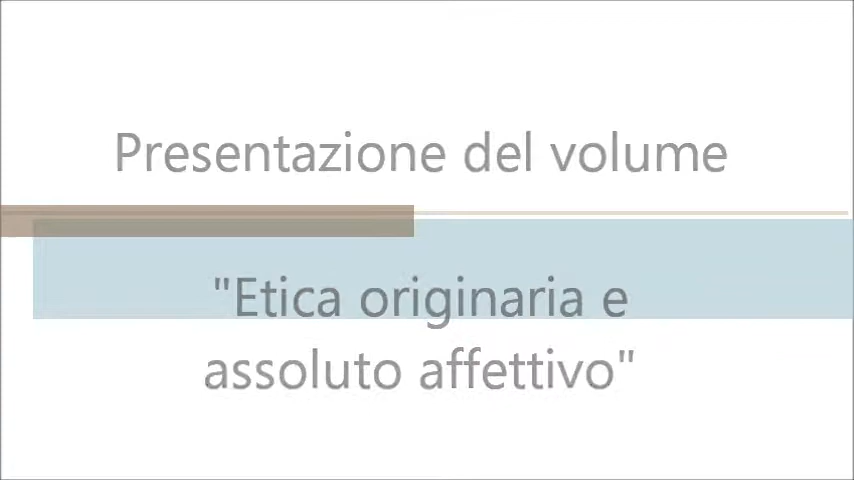 Presentazione del volume
"Etica originaria e
assoluto affettivo"